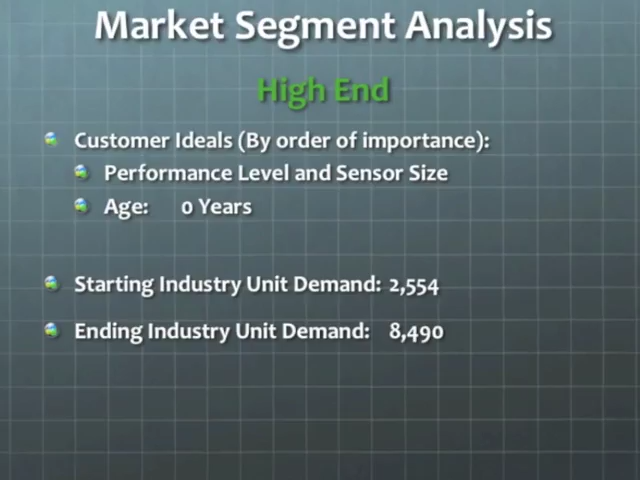 Market Segment Analysis
High End
Customer Ideals (By order of importance):
Performance Level and Sensor Size
Age: 0 Years
Starting Industry Unit Demand: 2,554
Ending Industry Unit Demand: 8,490